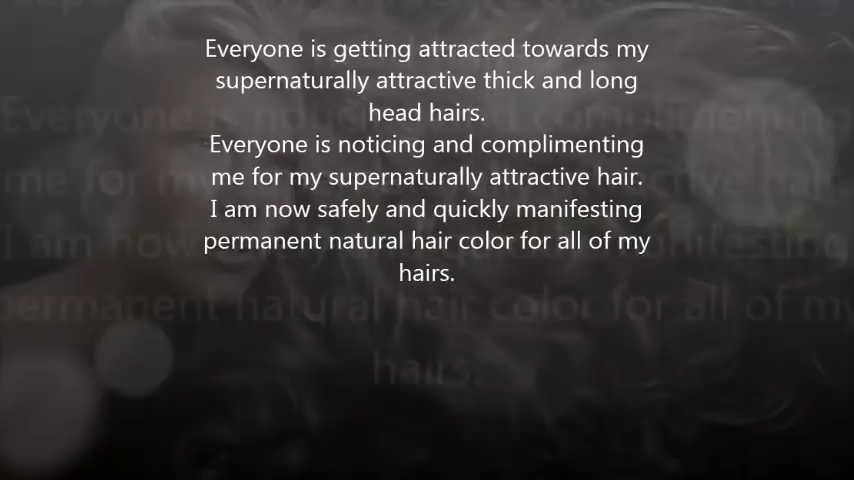 Everyone is getting attracted towards my
supernaturally attractive thick and long
head hairs.
Everyone is noticing and complimenting
me for my supernaturally attractive hair.
I am now safely and quickly manifesting
permanent natural hair color for all of my
hairs.